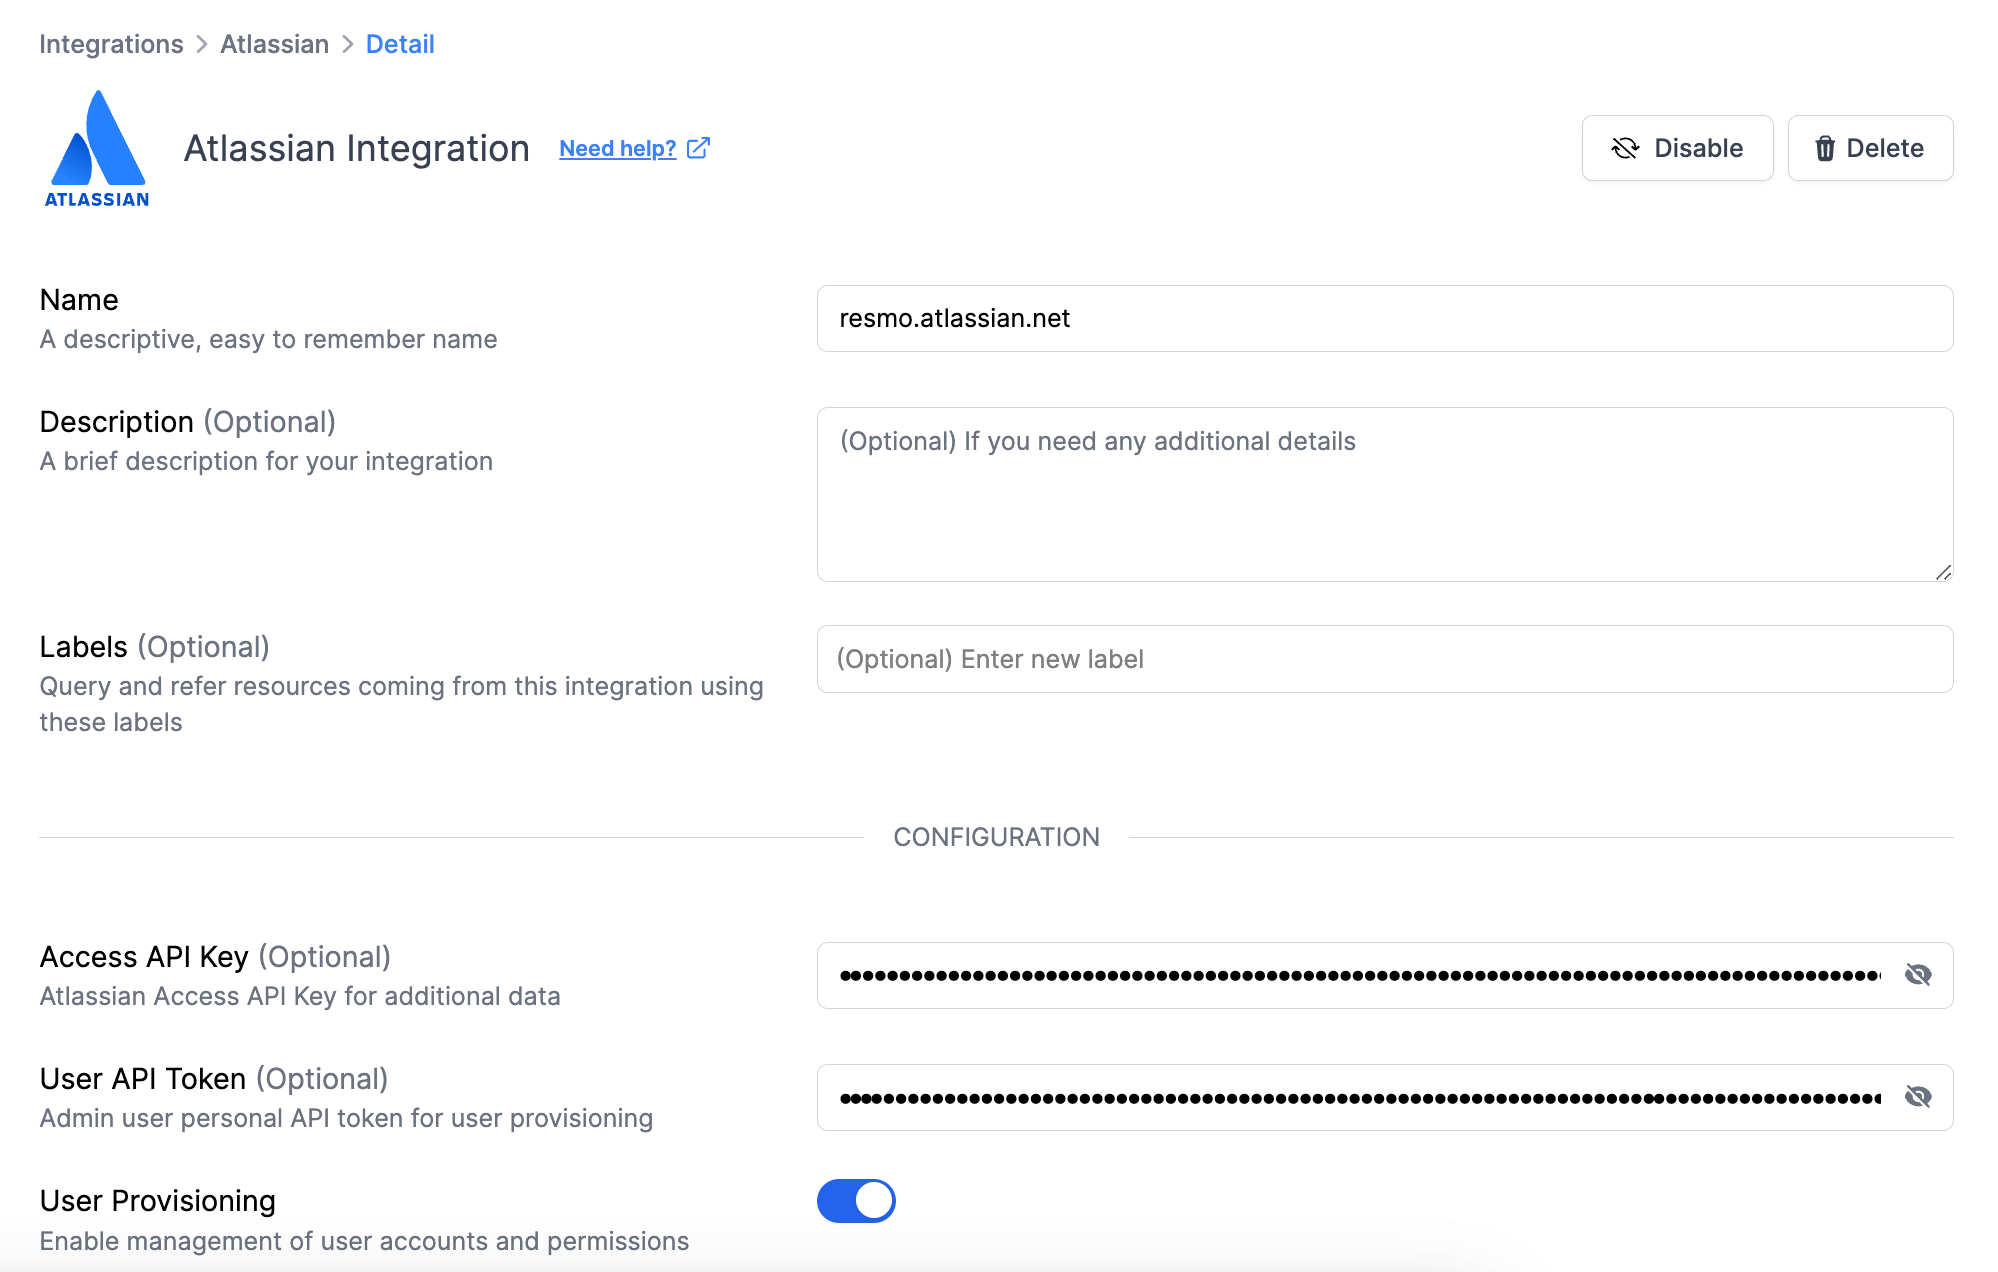 Integrations > Atlassian > Detail
ATLASSIAN
Atlassian Integration Need help?
Disable Delete
Name
A descriptive, easy to remember name
resmo.atlassian.net
Description (Optional)
A brief description for your integration
(Optional) If you need any additional details
Labels (Optional)
Query and refer resources coming from this integration using
these labels
(Optional) Enter new label
CONFIGURATION
Access API Key (Optional)
Atlassian Access API Key for additional data
User API Token (Optional)
Admin user personal API token for user provisioning
User Provisioning
Enable management of user accounts and permissions